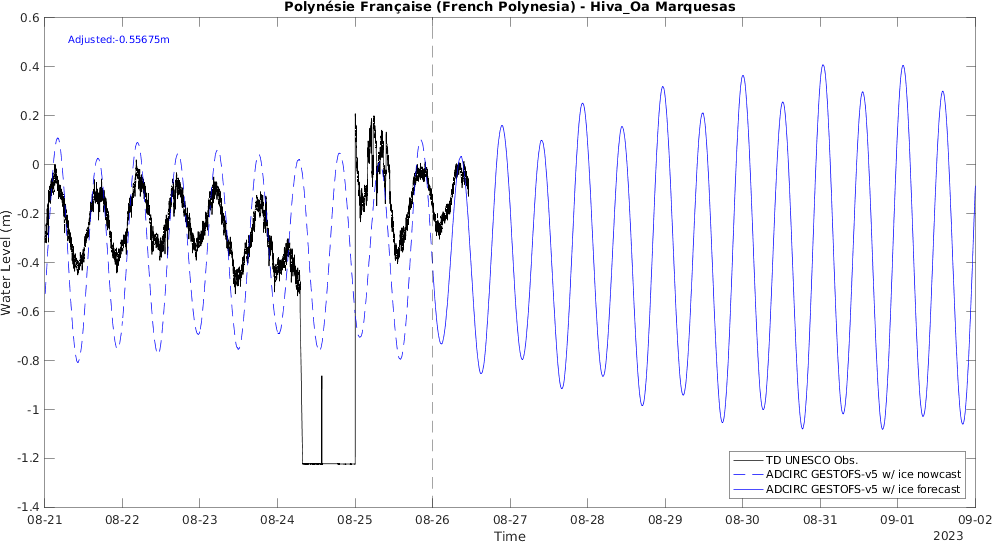 Polynésie Française (French Polynesia) - Hiva_Oa Marquesas
Adjusted:-0.55675m
0.6
0.4
0.2
0
-0.2
-0.4
-0.6
-0.8
-1
-1.2
-1.4
Water Level (m)
TD UNESCO Obs.
ADCIRC GESTOFS-v5 w/ ice nowcast
ADCIRC GESTOFS-v5 w/ ice forecast
08-21 08-22 08-23 08-24 08-25 08-26 08-27 08-28 08-29 08-30 08-31 09-01 09-02
Time
2023